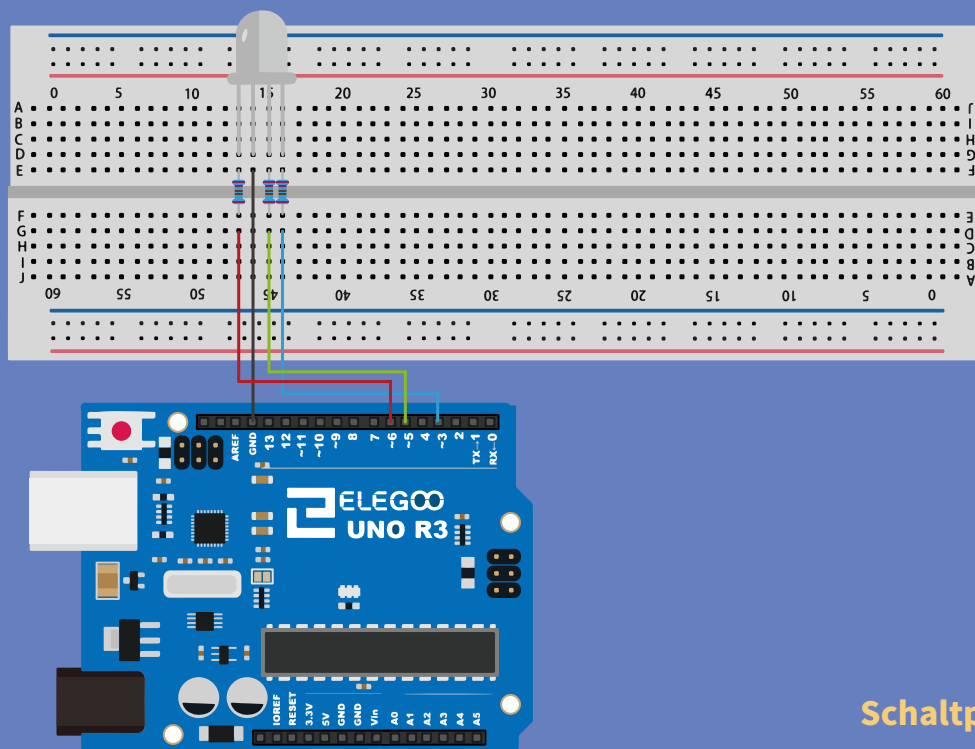 0 5 10 15 20 25 30 35 40 45 50 55 60
A J
B I
C H
D G
E F
F E
G D
H C
I B
J A
60 55 50 45 40 35 30 25 20 15 10 5 0
AREF GND 13 12 ~11 ~10 ~9 8 7 ~6 ~5 4 ~3 2 TX→1 RX←0
ELEGOO
UNO R3
IOREF RESET 3.3V 5V GND GND Vin A0 A1 A2 A3 A4 A5
Schaltp